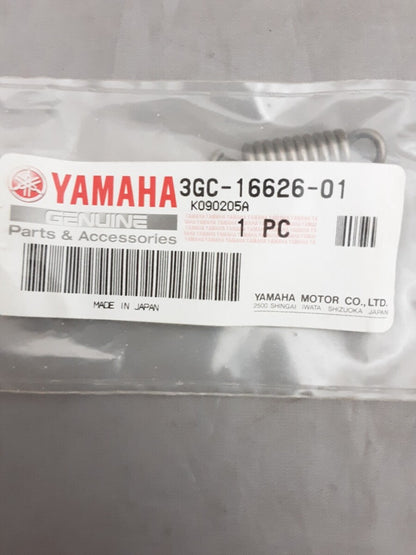 YAMAHA 3GC-16626-01
K090205A
GENUINE
Parts & Accessories
1 PC
MADE IN JAPAN
YAMAHA MOTOR CO., LTD.
2500 SHINGAI, IWATA, SHIZUOKA, JAPAN